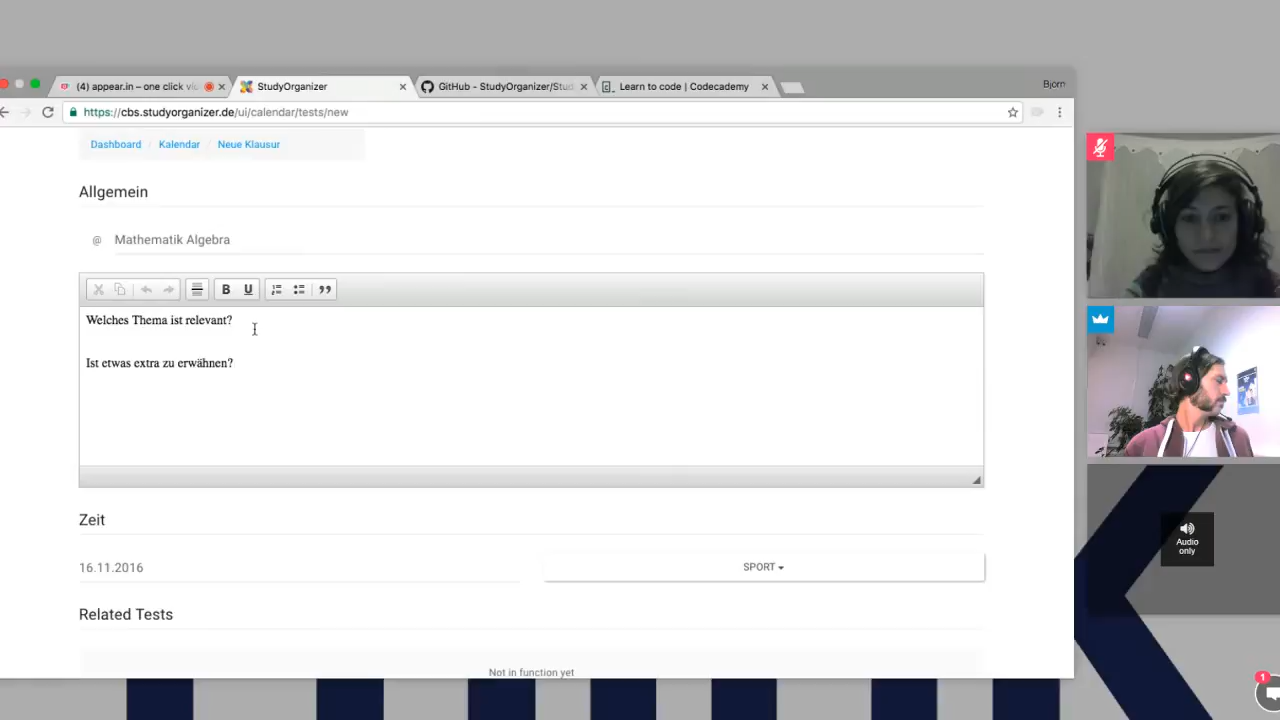 (4) appear.in – one click vi
StudyOrganizer
GitHub - StudyOrganizer/Stud
Learn to code | Codecademy
Bjorn
https://cbs.studyorganizer.de/ui/calendar/tests/new
Dashboard / Kalendar / Neue Klausur
Allgemein
@ Mathematik Algebra
B U
Welches Thema ist relevant?
Ist etwas extra zu erwähnen?
Zeit
16.11.2016
SPORT
Related Tests
Not in function yet
Audio
only
1